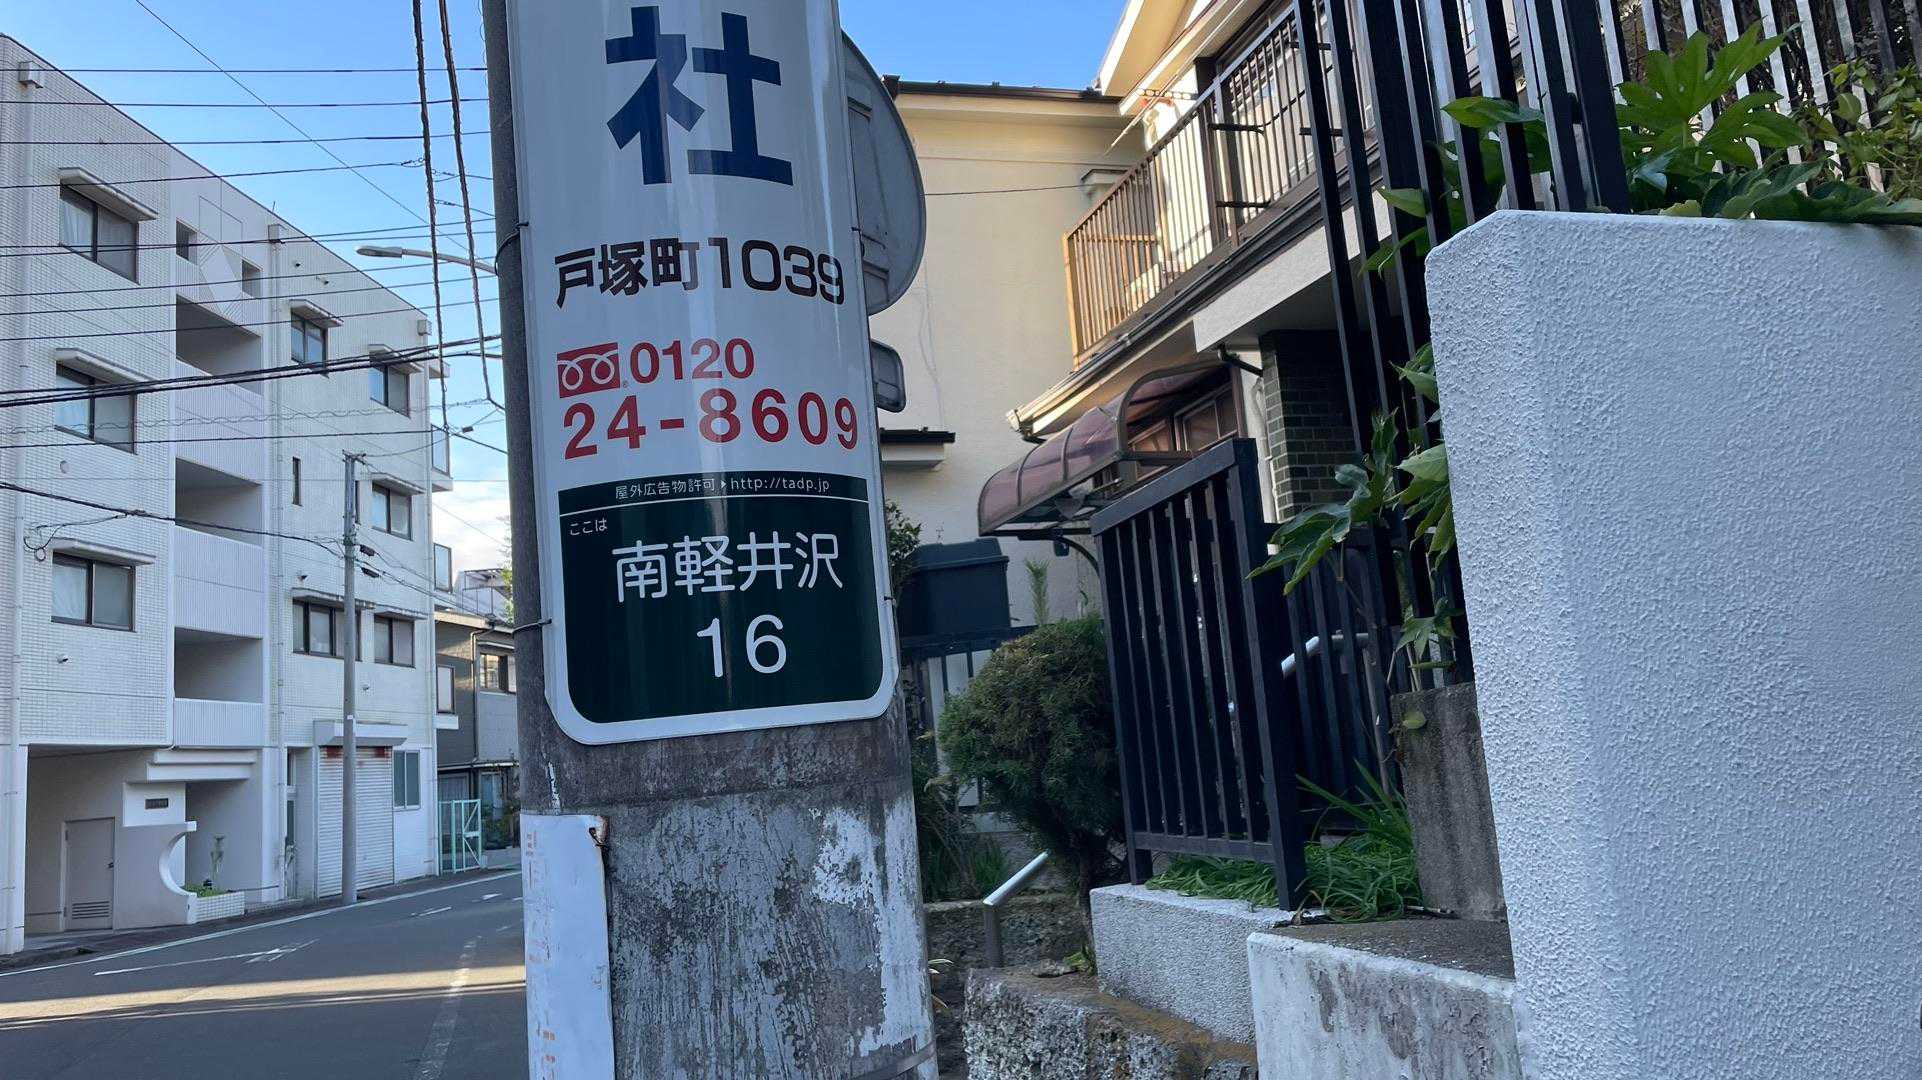 社
戸塚町1039
0120
24-8609
屋外広告物許可▶http://tadp.jp
ここは
南軽井沢
16